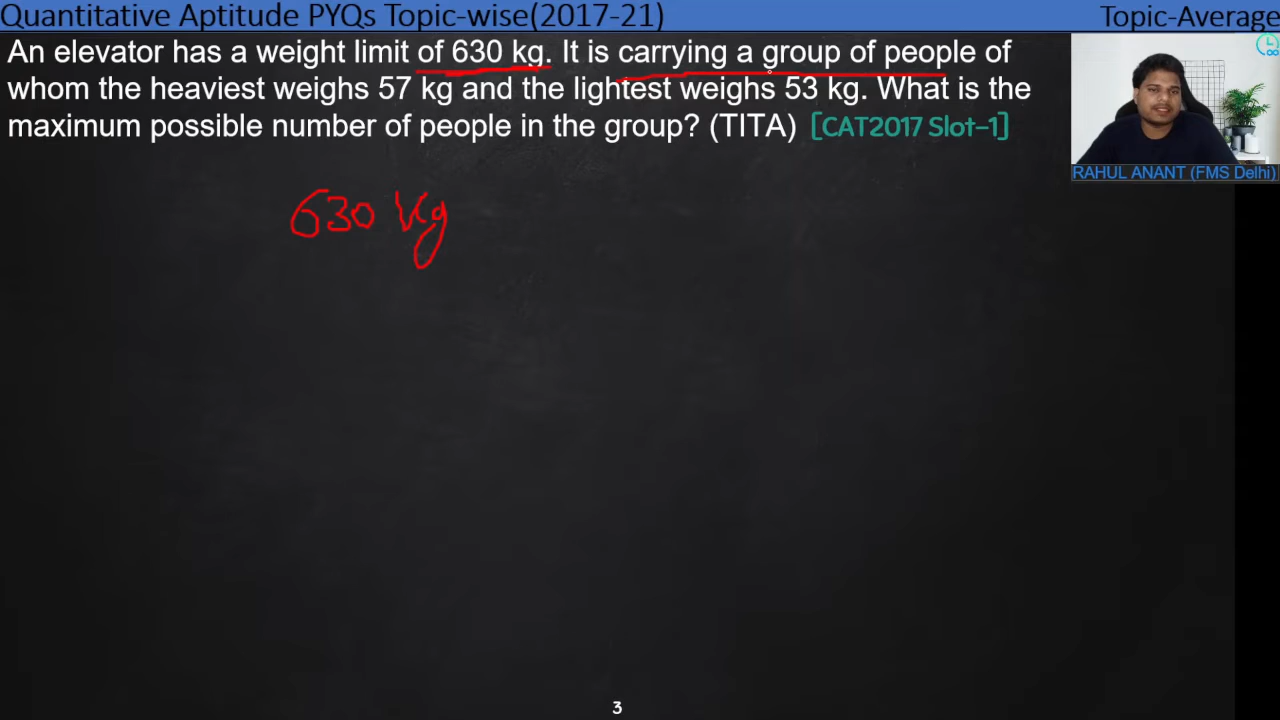 Quantitative Aptitude PYQs Topic-wise(2017-21)
Topic-Average
An elevator has a weight limit of 630 kg. It is carrying a group of people of
whom the heaviest weighs 57 kg and the lightest weighs 53 kg. What is the
maximum possible number of people in the group? (TITA) [CAT2017 Slot-1]
RAHUL ANANT (FMS Delhi)
630 Kg
3